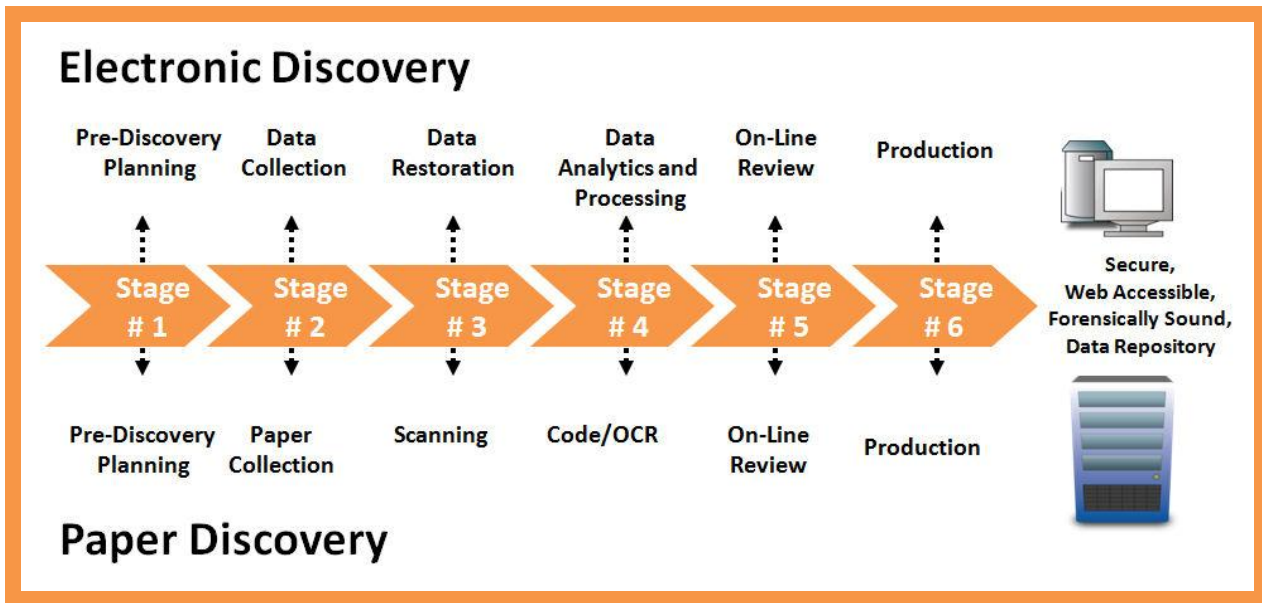 Electronic Discovery
Pre-Discovery
Planning
Data
Collection
Data
Restoration
Data
Analytics and
Processing
On-Line
Review
Production
Stage
# 1
Stage
# 2
Stage
# 3
Stage
# 4
Stage
# 5
Stage
# 6
Secure,
Web Accessible,
Forensically Sound,
Data Repository
Pre-Discovery
Planning
Paper
Collection
Scanning
Code/OCR
On-Line
Review
Production
Paper Discovery